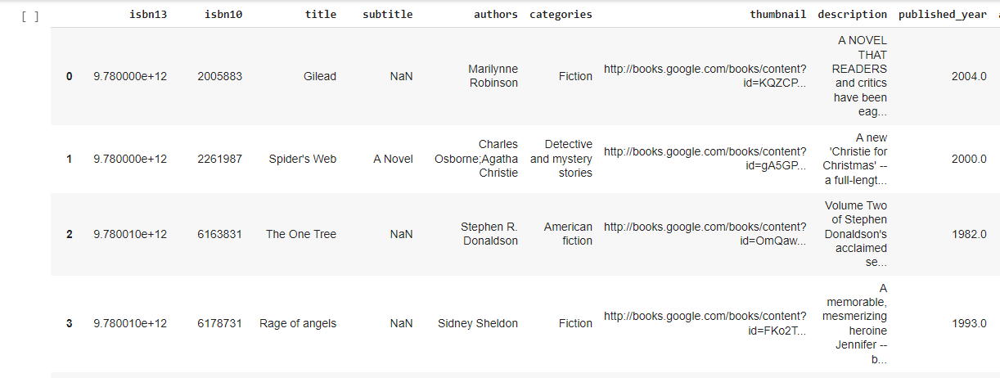 [ ] isbn13 isbn10 title subtitle authors categories thumbnail description published_year
0 9.780000e+12 2005883 Gilead NaN Marilynne Robinson Fiction http://books.google.com/books/content?id=KQZCP... A NOVEL THAT READERS and critics have been eag... 2004.0
1 9.780000e+12 2261987 Spider's Web A Novel Charles Osborne;Agatha Christie Detective and mystery stories http://books.google.com/books/content?id=gA5GP... A new 'Christie for Christmas' -- a full-lengt... 2000.0
2 9.780010e+12 6163831 The One Tree NaN Stephen R. Donaldson American fiction http://books.google.com/books/content?id=OmQaw... Volume Two of Stephen Donaldson's acclaimed se... 1982.0
3 9.780010e+12 6178731 Rage of angels NaN Sidney Sheldon Fiction http://books.google.com/books/content?id=FKo2T... A memorable, mesmerizing heroine Jennifer -- b... 1993.0